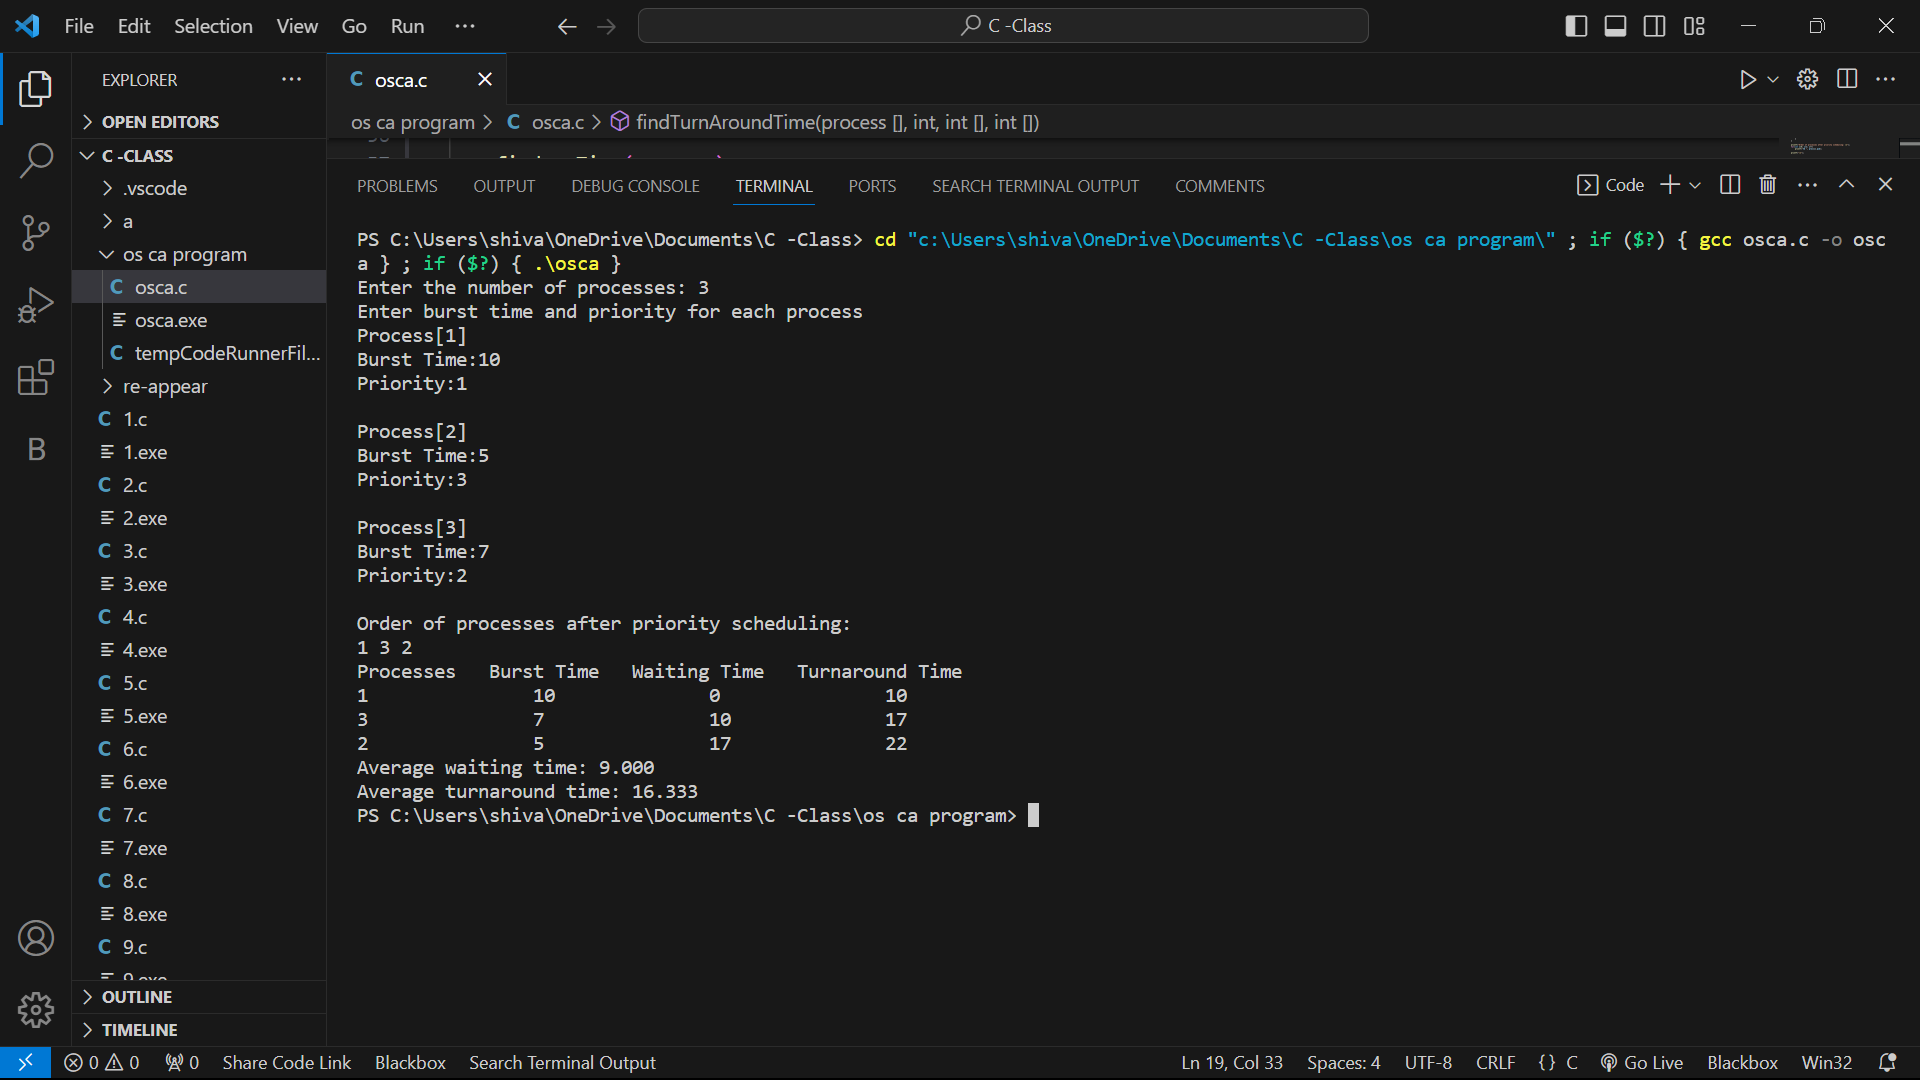 File Edit Selection View Go Run ... C -Class
EXPLORER ...
OPEN EDITORS
C -CLASS
.vscode
a
os ca program
C osca.c
osca.exe
C tempCodeRunnerFil...
re-appear
C 1.c
1.exe
C 2.c
2.exe
C 3.c
3.exe
C 4.c
4.exe
C 5.c
5.exe
C 6.c
6.exe
C 7.c
7.exe
C 8.c
8.exe
C 9.c
9.exe
OUTLINE
TIMELINE
B
C osca.c
os ca program > C osca.c > findTurnAroundTime(process [], int, int [], int [])
PROBLEMS OUTPUT DEBUG CONSOLE TERMINAL PORTS SEARCH TERMINAL OUTPUT COMMENTS Code
PS C:\Users\shiva\OneDrive\Documents\C -Class> cd "c:\Users\shiva\OneDrive\Documents\C -Class\os ca program\" ; if ($?) { gcc osca.c -o osc
a } ; if ($?) { .\osca }
Enter the number of processes: 3
Enter burst time and priority for each process
Process[1]
Burst Time:10
Priority:1
Process[2]
Burst Time:5
Priority:3
Process[3]
Burst Time:7
Priority:2
Order of processes after priority scheduling:
1 3 2
Processes Burst Time Waiting Time Turnaround Time
1 10 0 10
3 7 10 17
2 5 17 22
Average waiting time: 9.000
Average turnaround time: 16.333
PS C:\Users\shiva\OneDrive\Documents\C -Class\os ca program>
0 0 0 Share Code Link Blackbox Search Terminal Output Ln 19, Col 33 Spaces: 4 UTF-8 CRLF {} C Go Live Blackbox Win32